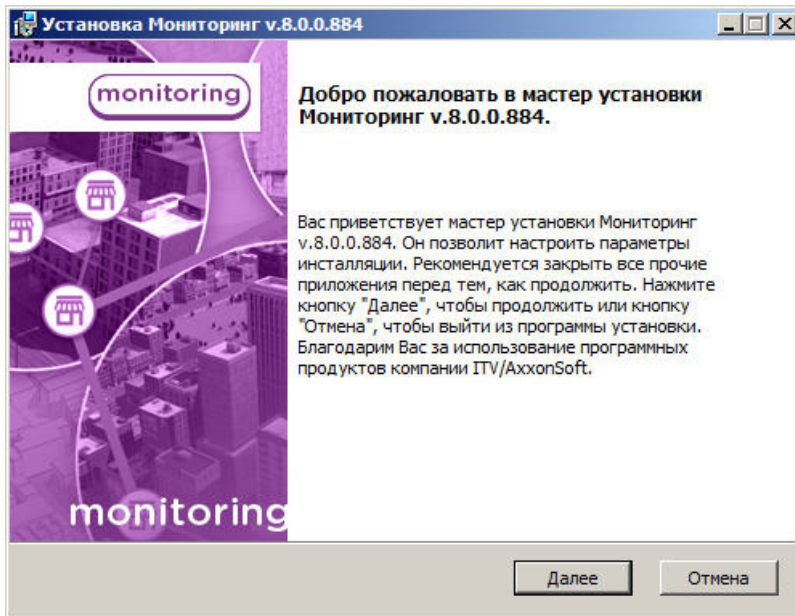 Установка Мониторинг v.8.0.0.884
monitoring
Добро пожаловать в мастер установки
Мониторинг v.8.0.0.884.
Вас приветствует мастер установки Мониторинг
v.8.0.0.884. Он позволит настроить параметры
инсталляции. Рекомендуется закрыть все прочие
приложения перед тем, как продолжить. Нажмите
кнопку "Далее", чтобы продолжить или кнопку
"Отмена", чтобы выйти из программы установки.
Благодарим Вас за использование программных
продуктов компании ITV/AxxonSoft.
monitoring
Далее
Отмена